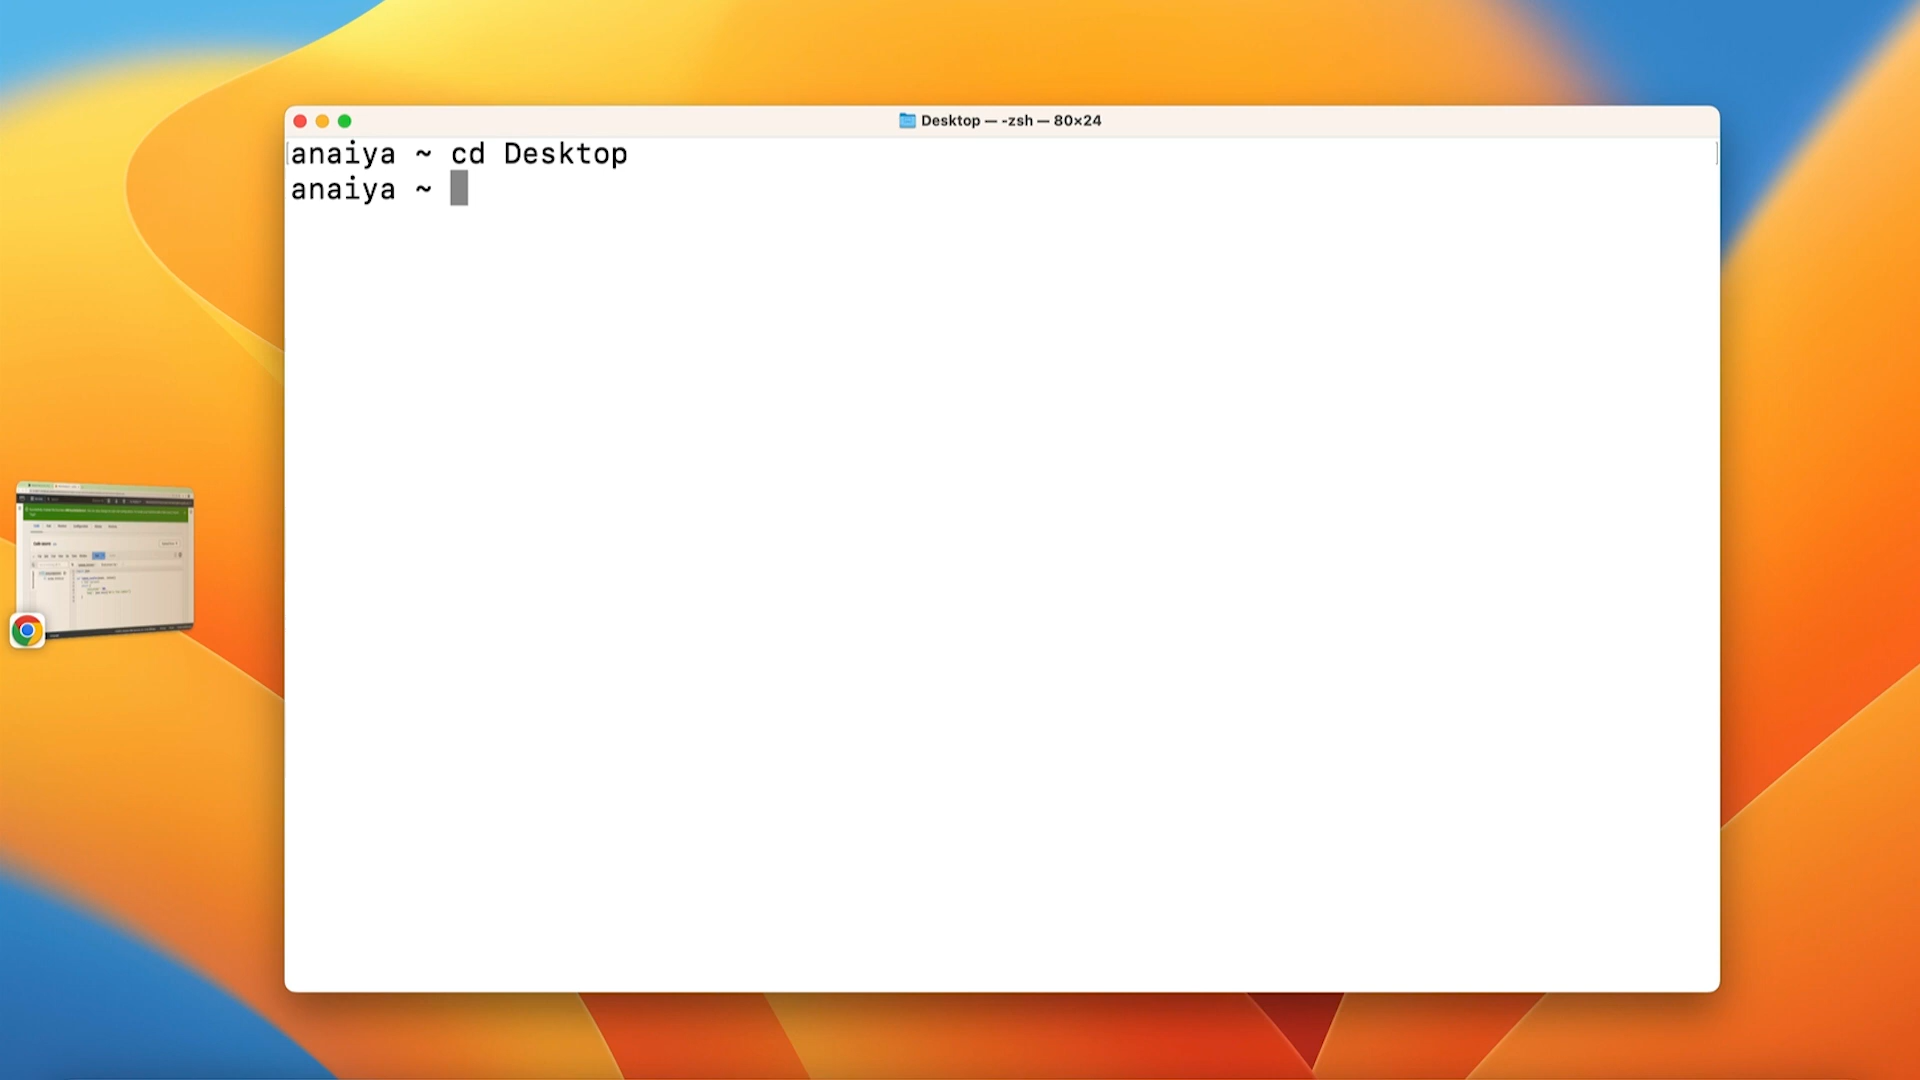 Desktop — -zsh — 80×24
anaiya ~ cd Desktop
anaiya ~